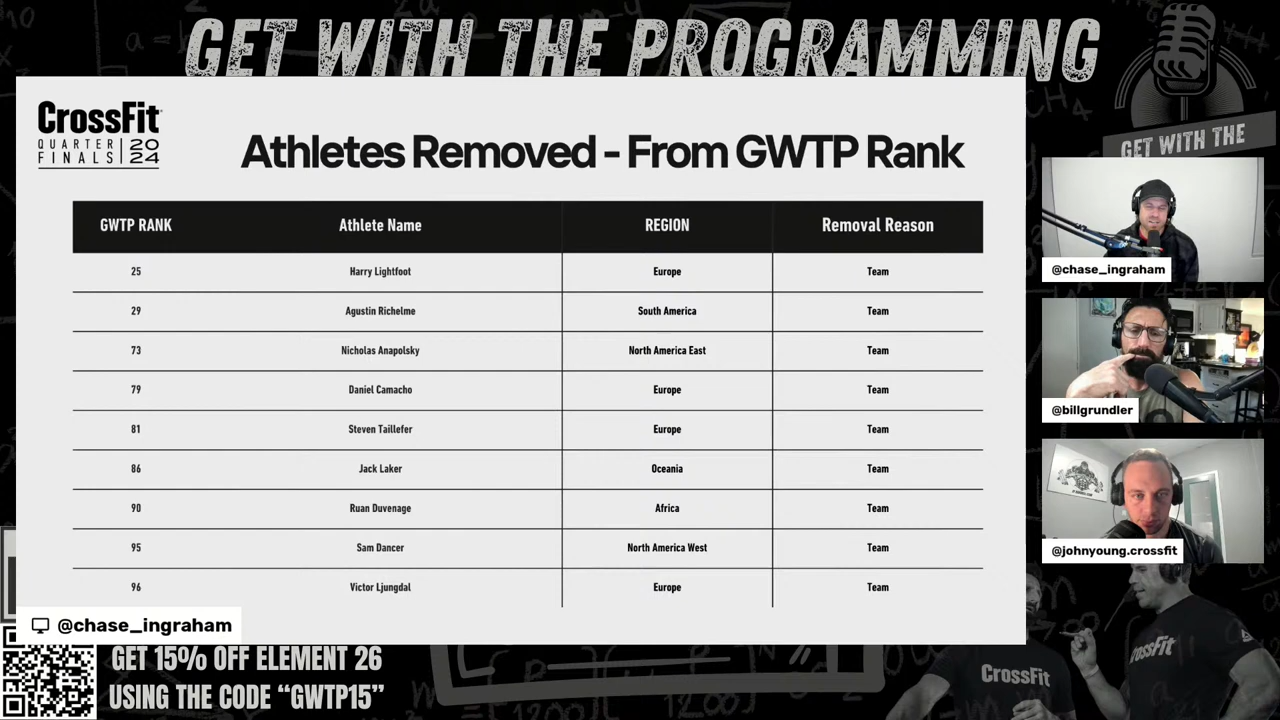 GET WITH THE PROGRAMMING
CrossFit
QUARTER 20
FINALS 24
Athletes Removed - From GWTP Rank
GWTP RANK Athlete Name REGION Removal Reason
25 Harry Lightfoot Europe Team
29 Agustin Richelme South America Team
73 Nicholas Anapolsky North America East Team
79 Daniel Camacho Europe Team
81 Steven Taillefer Europe Team
86 Jack Laker Oceania Team
90 Ruan Duvenage Africa Team
95 Sam Dancer North America West Team
96 Victor Ljungdal Europe Team
@chase_ingraham
GET 15% OFF ELEMENT 26
USING THE CODE “GWTP15”
GET WITH THE
@chase_ingraham
@billgrundler
@johnyoung.crossfit
CrossFit
CrossFit